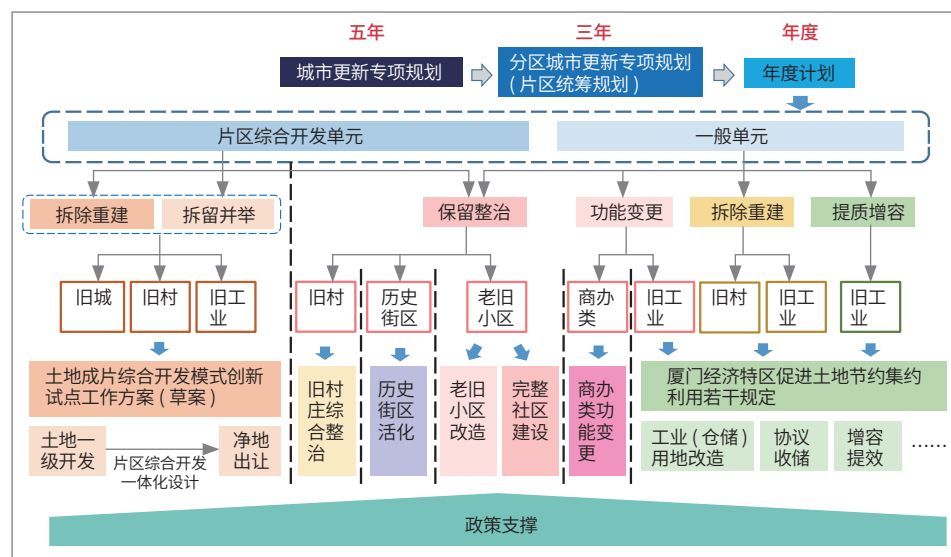 五年
三年
年度
城市更新专项规划
分区城市更新专项规划
(片区统筹规划)
年度计划
片区综合开发单元
一般单元
拆除重建
拆留并举
保留整治
功能变更
拆除重建
提质增容
旧城
旧村
旧工
业
旧村
历史
街区
老旧
小区
商办
类
旧工
业
旧村
旧工
业
旧工
业
土地成片综合开发模式创新
试点工作方案(草案)
土地一
级开发
片区综合开发
一体化设计
净地
出让
旧村
庄综
合整
治
历史
街区
活化
老旧
小区
改造
完整
社区
建设
商办
类功
能变
更
厦门经济特区促进土地节约集约
利用若干规定
工业(仓储)
用地改造
协议
收储
增容
提效
……
政策支撑